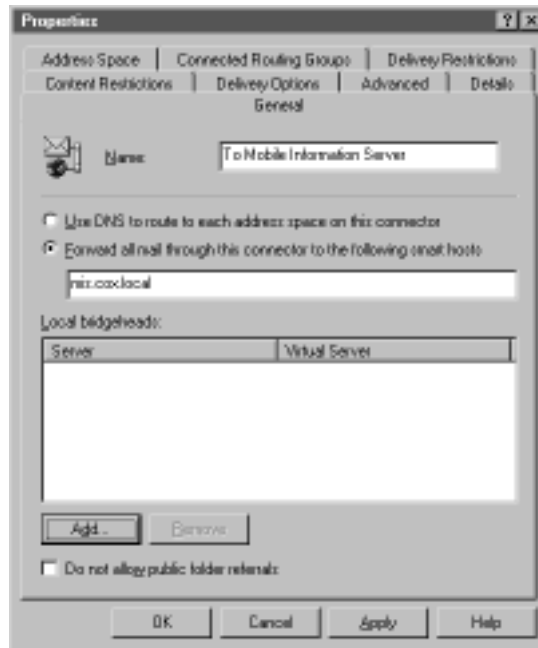 Properties
Address Space Connected Routing Groups Delivery Restrictions
Content Restrictions Delivery Options Advanced Details
General
Name: To Mobile Information Server
Use DNS to route to each address space on this connector
Forward all mail through this connector to the following smart hosts
mis.cox.local
Local bridgeheads:
Server Virtual Server
Add... Remove
Do not allow public folder referrals
OK Cancel Apply Help